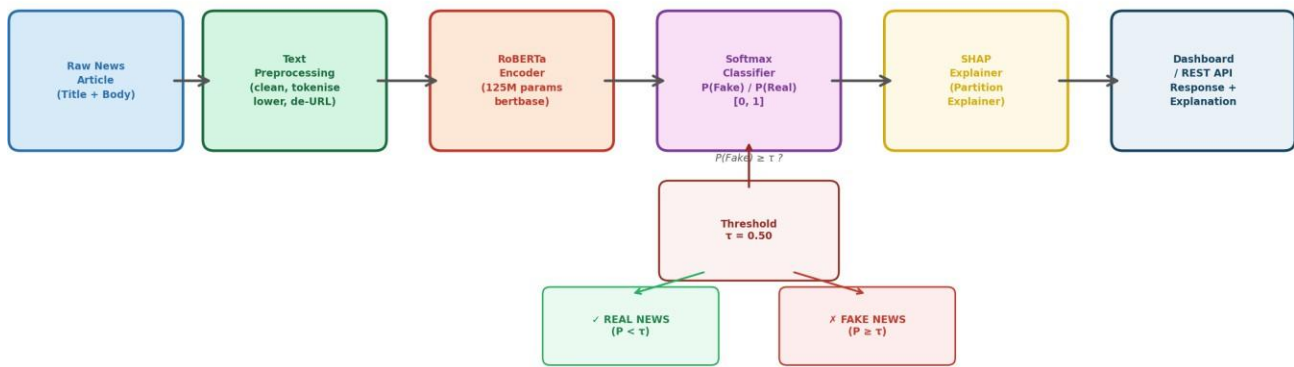 Raw News
Article
(Title + Body)
Text
Preprocessing
(clean, tokenise
lower, de-URL)
RoBERTa
Encoder
(125M params
bertbase)
Softmax
Classifier
P(Fake) / P(Real)
[0, 1]
SHAP
Explainer
(Partition
Explainer)
Dashboard
/ REST API
Response +
Explanation
P(Fake) ≥ τ ?
Threshold
τ = 0.50
✓ REAL NEWS
(P < τ)
✗ FAKE NEWS
(P ≥ τ)